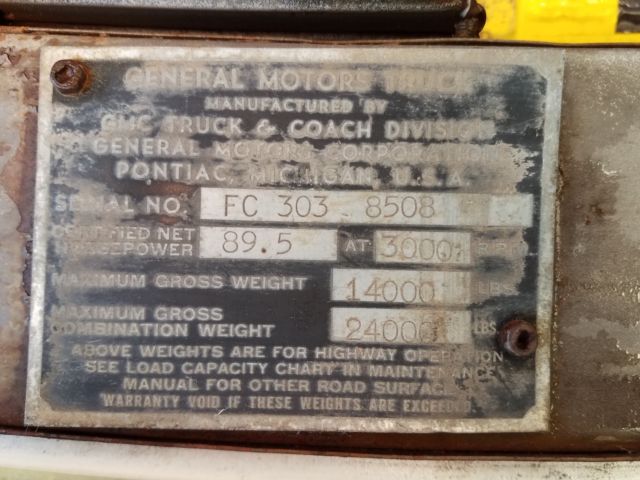 GENERAL MOTORS TRUCK
MANUFACTURED BY
GMC TRUCK & COACH DIVISION
GENERAL MOTORS CORPORATION
PONTIAC, MICHIGAN, U.S.A.
SERIAL NO. FC 303 8508
CERTIFIED NET
HORSEPOWER 89.5 AT 3000 R.P.M.
MAXIMUM GROSS WEIGHT 14000 LBS
MAXIMUM GROSS
COMBINATION WEIGHT 24000 LBS
ABOVE WEIGHTS ARE FOR HIGHWAY OPERATION
SEE LOAD CAPACITY CHART IN MAINTENANCE
MANUAL FOR OTHER ROAD SURFACE
WARRANTY VOID IF THESE WEIGHTS ARE EXCEEDED